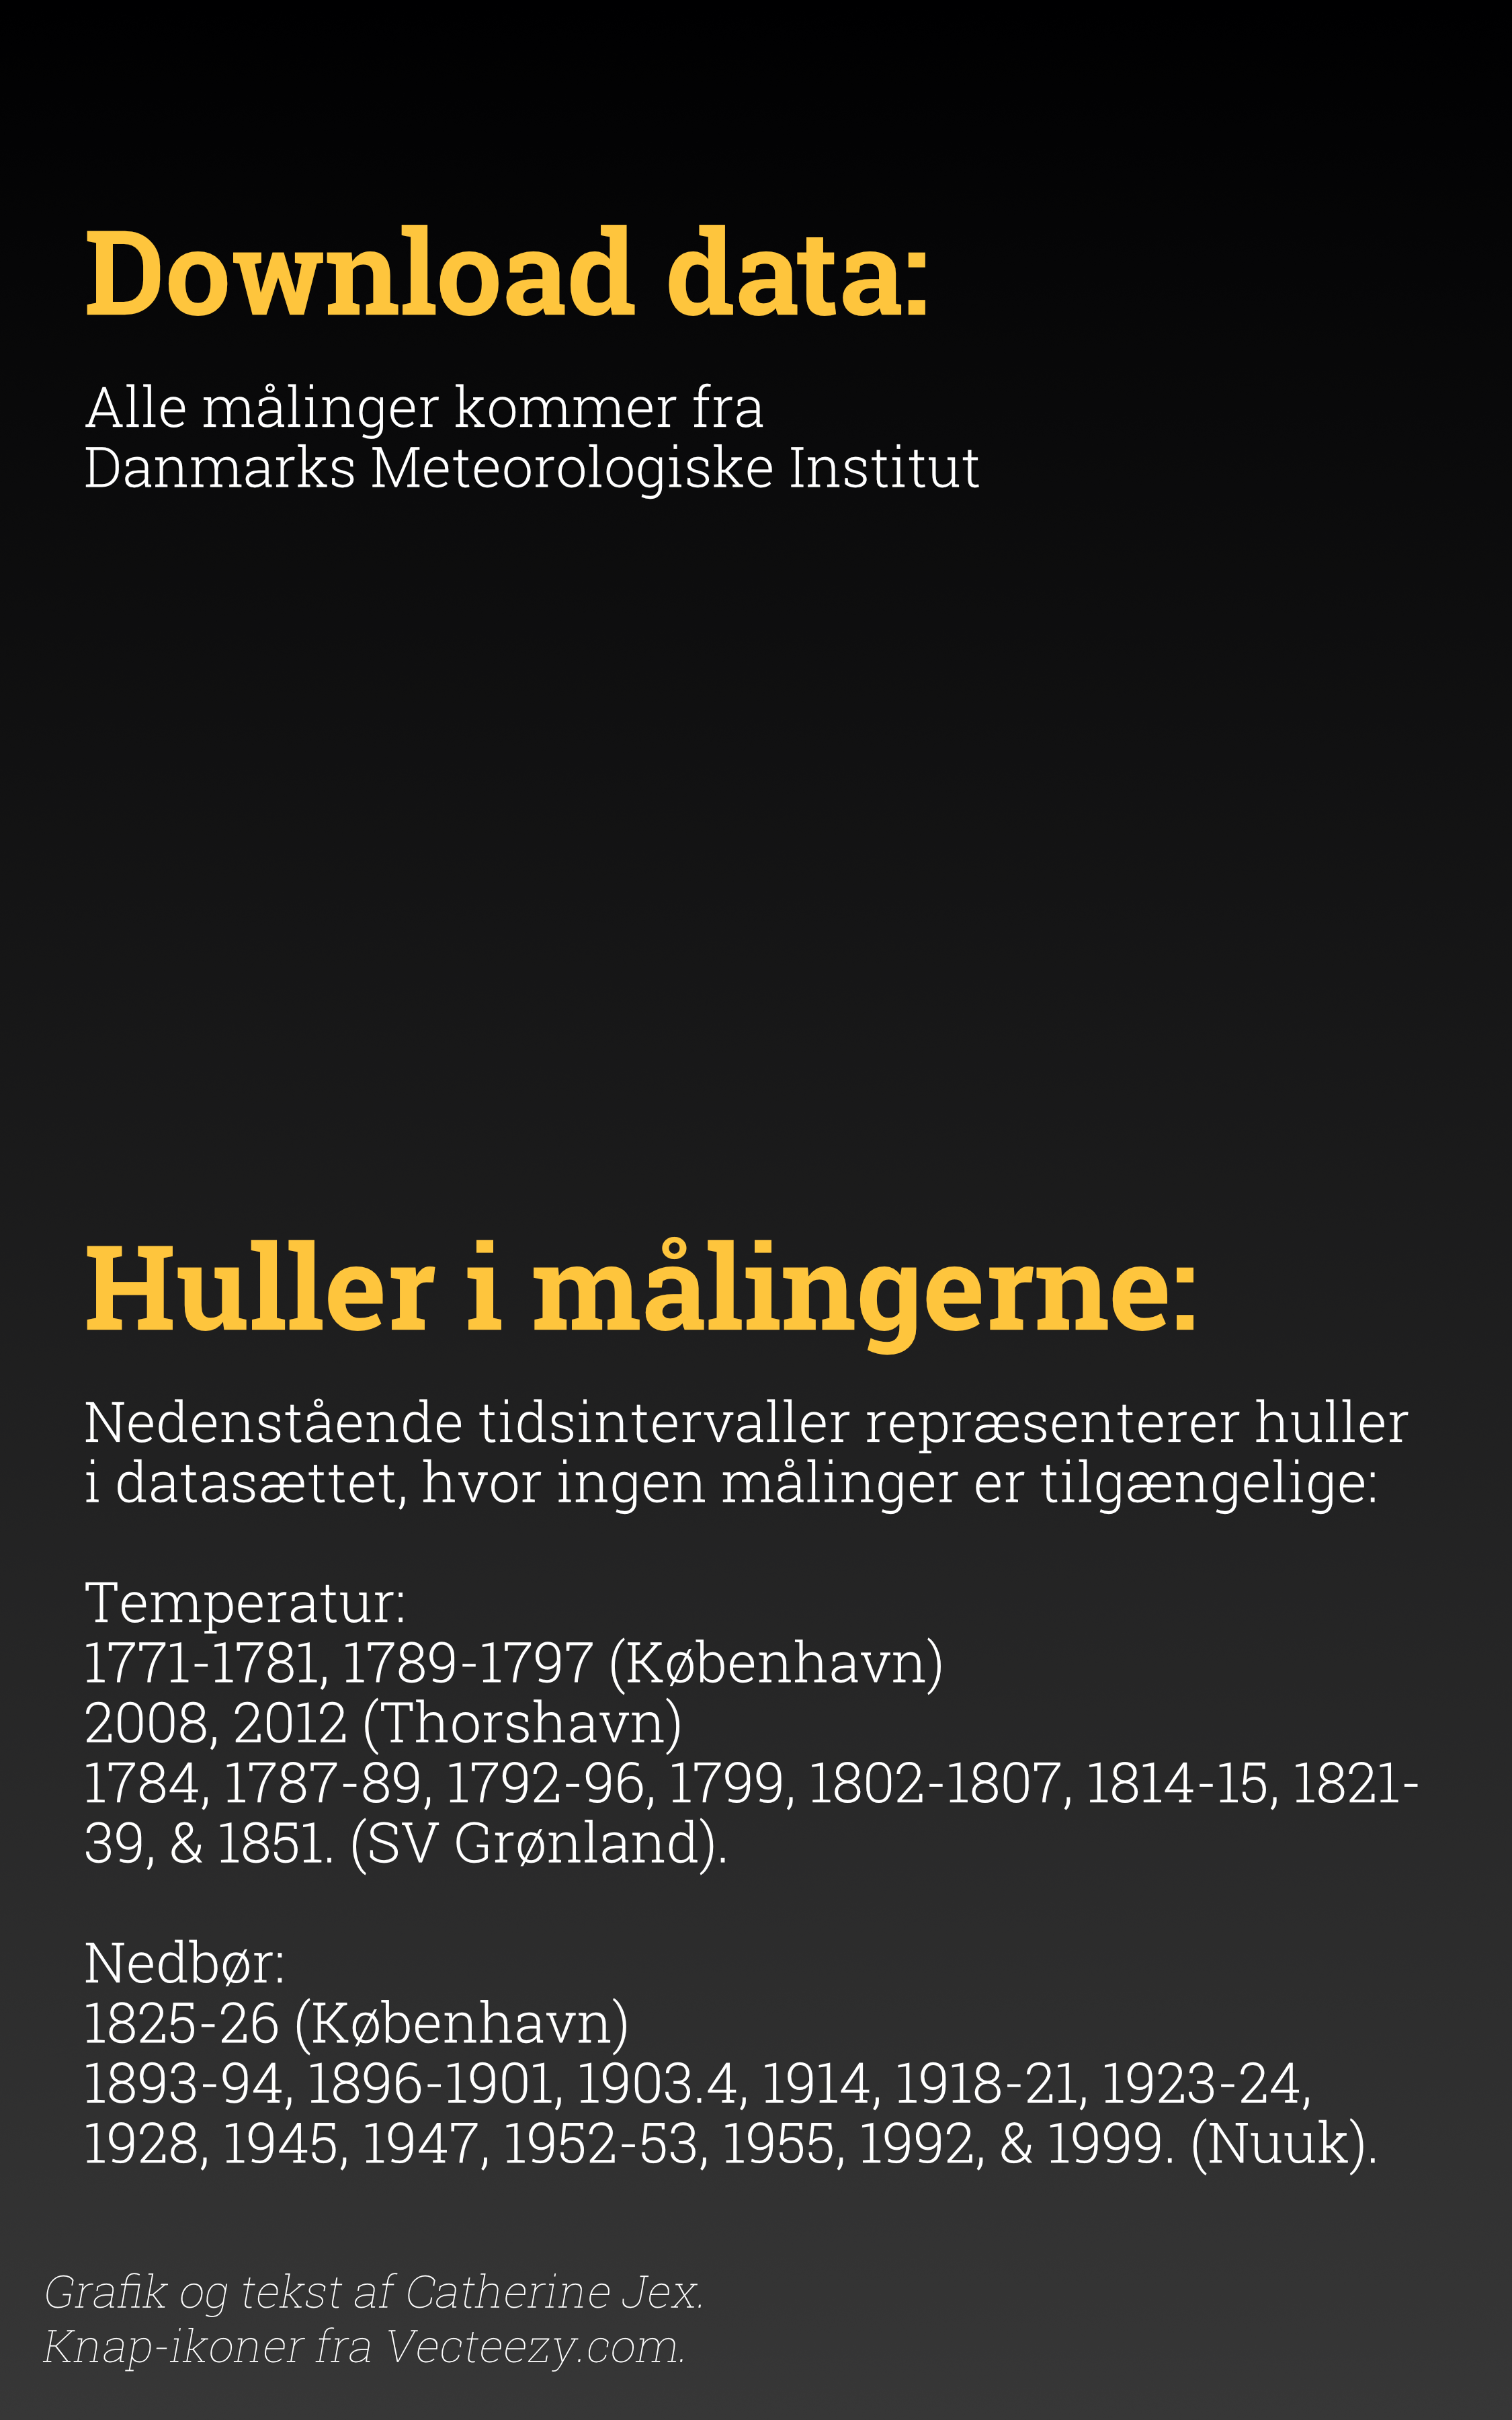 Download data:
Alle målinger kommer fra
Danmarks Meteorologiske Institut
Huller i målingerne:
Nedenstående tidsintervaller repræsenterer huller
i datasættet, hvor ingen målinger er tilgængelige:
Temperatur:
1771-1781, 1789-1797 (København)
2008, 2012 (Thorshavn)
1784, 1787-89, 1792-96, 1799, 1802-1807, 1814-15, 1821-
39, & 1851. (SV Grønland).
Nedbør:
1825-26 (København)
1893-94, 1896-1901, 1903.4, 1914, 1918-21, 1923-24,
1928, 1945, 1947, 1952-53, 1955, 1992, & 1999. (Nuuk).
Grafik og tekst af Catherine Jex.
Knap-ikoner fra Vecteezy.com.